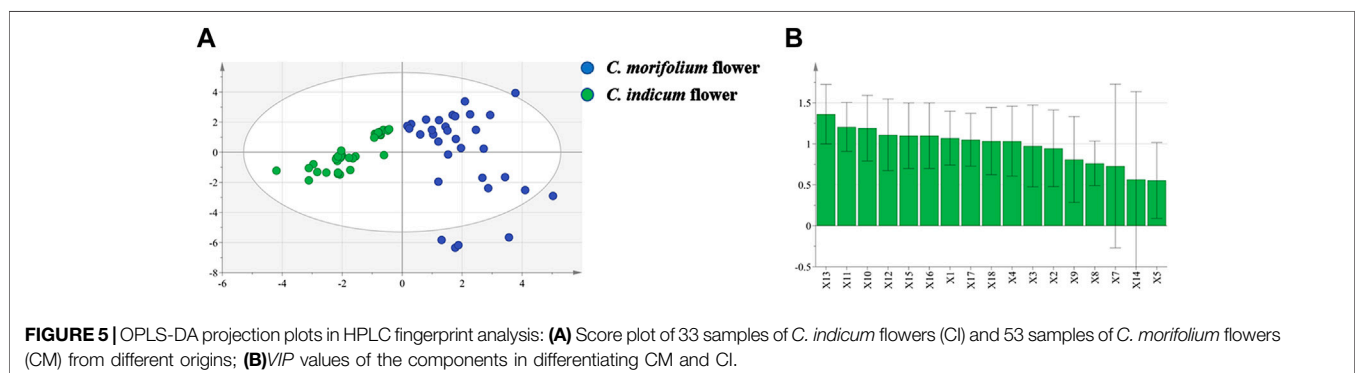 A
B
C. morifolium flower
C. indicum flower
4
2
0
-2
-4
-6
-8
-6
-4
-2
0
2
4
1.5
1
0.5
0
-0.5
X13
X11
X10
X12
X15
X16
X1
X17
X18
X4
X3
X2
X9
X8
X7
X14
X5
FIGURE 5 | OPLS-DA projection plots in HPLC fingerprint analysis: (A) Score plot of 33 samples of C. indicum flowers (CI) and 53 samples of C. morifolium flowers
(CM) from different origins; (B)VIP values of the components in differentiating CM and CI.